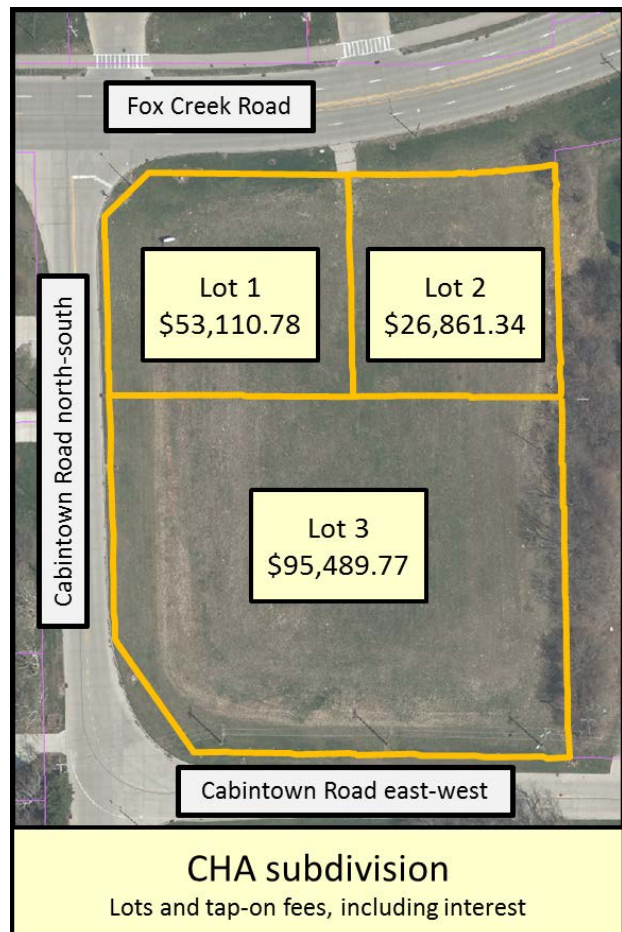 Fox Creek Road
Lot 1
$53,110.78
Lot 2
$26,861.34
Cabintown Road north-south
Lot 3
$95,489.77
Cabintown Road east-west
CHA subdivision
Lots and tap-on fees, including interest